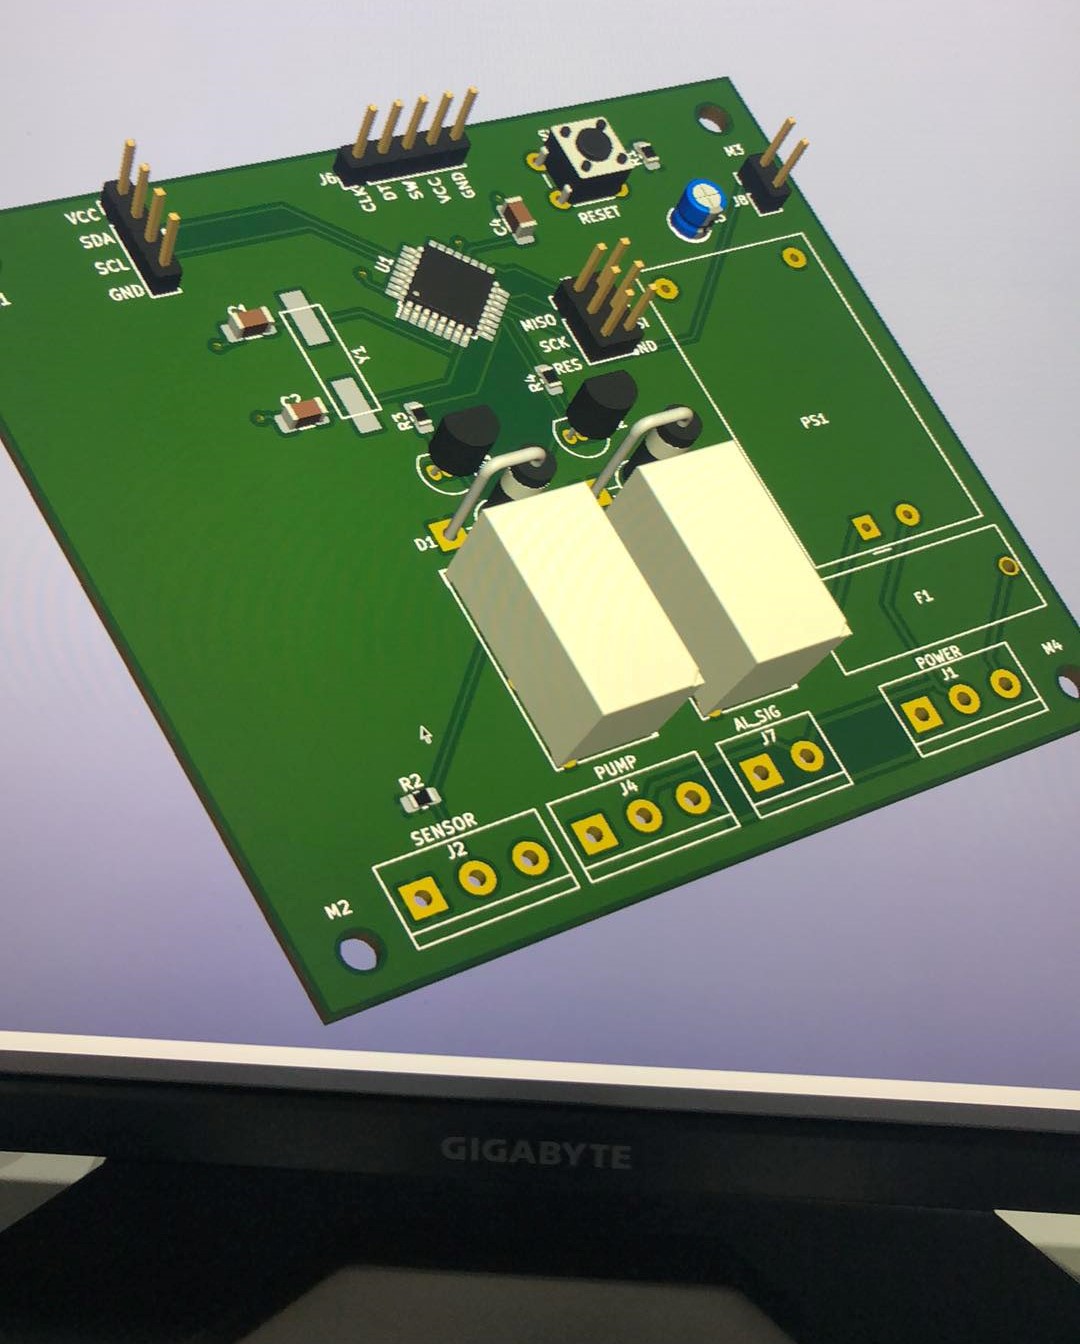 M3
J6
CLK
DT
SW
VCC
GND
RESET
J8
VCC
SDA
SCL
GND
U1
C4
MISO
SCK
RES
Y1
R4
R3
PS1
D1
F1
M4
POWER
J1
AL_SIG
J7
PUMP
J4
R2
SENSOR
J2
M2
GIGABYTE